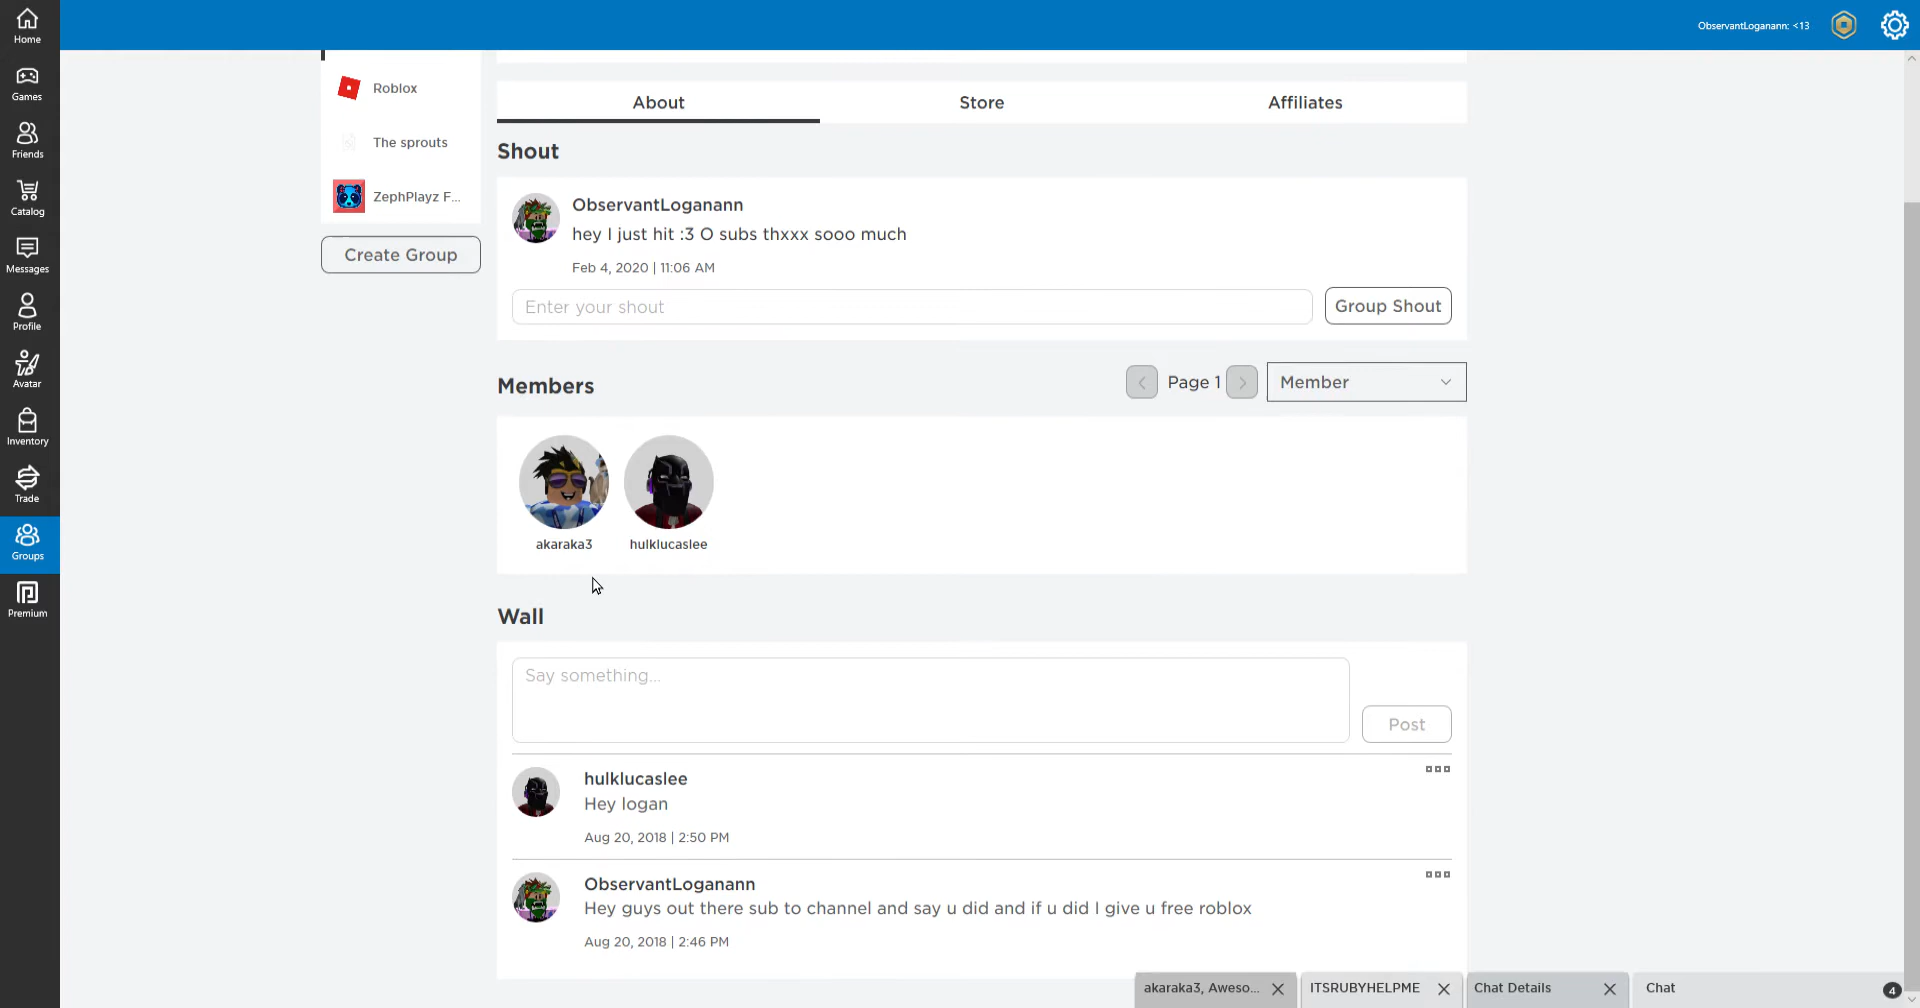 Home
Games
Friends
Catalog
Messages
Profile
Avatar
Inventory
Trade
Groups
Premium
ObservantLoganann: <13
Roblox
The sprouts
ZephPlayz F...
Create Group
About
Store
Affiliates
Shout
ObservantLoganann
hey I just hit :3 O subs thxxx sooo much
Feb 4, 2020 | 11:06 AM
Enter your shout
Group Shout
Members
Page 1
Member
akaraka3
hulklucaslee
Wall
Say something...
Post
hulklucaslee
Hey logan
Aug 20, 2018 | 2:50 PM
ObservantLoganann
Hey guys out there sub to channel and say u did and if u did I give u free roblox
Aug 20, 2018 | 2:46 PM
akaraka3, Aweso...
ITSRUBYHELPME
Chat Details
Chat
4